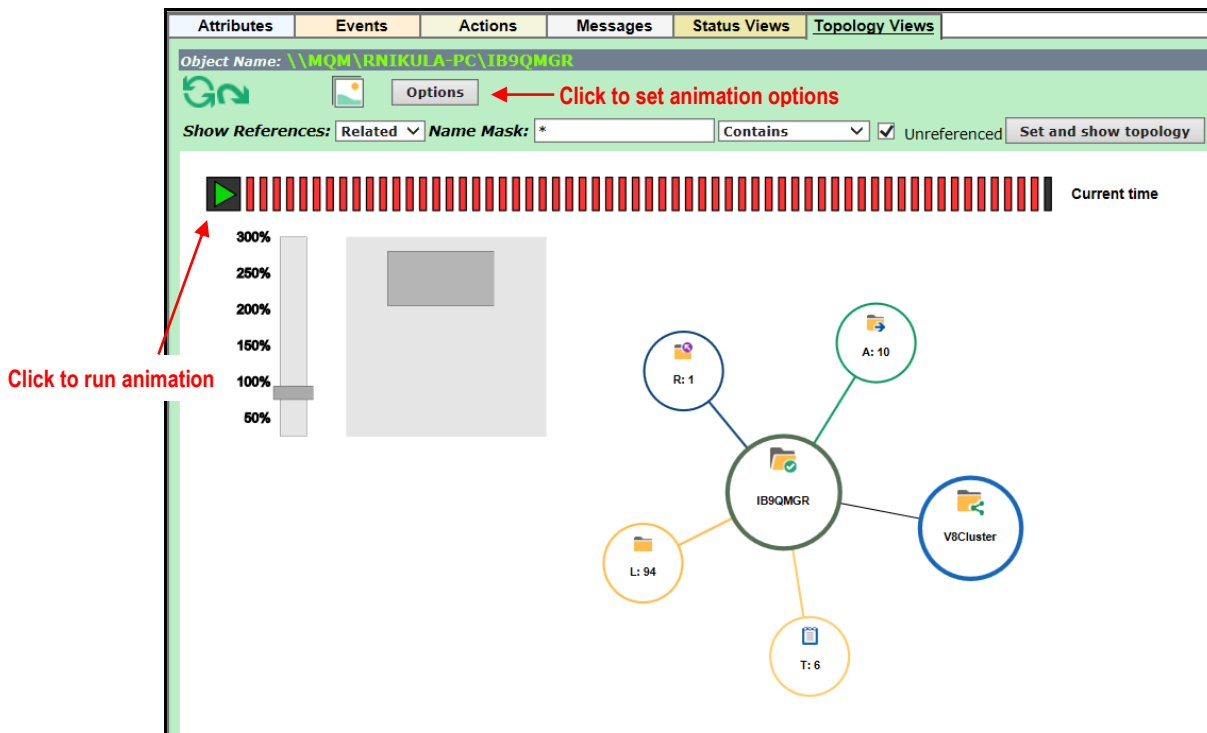 Attributes Events Actions Messages Status Views Topology Views
Object Name: \\MQM\RNIKULA-PC\IB9QMGR
Options Click to set animation options
Show References: Related Name Mask: * Contains Unreferenced Set and show topology
Current time
300%
250%
200%
150%
100%
50%
Click to run animation
A: 10
R: 1
IB9QMGR
V8Cluster
L: 94
T: 6